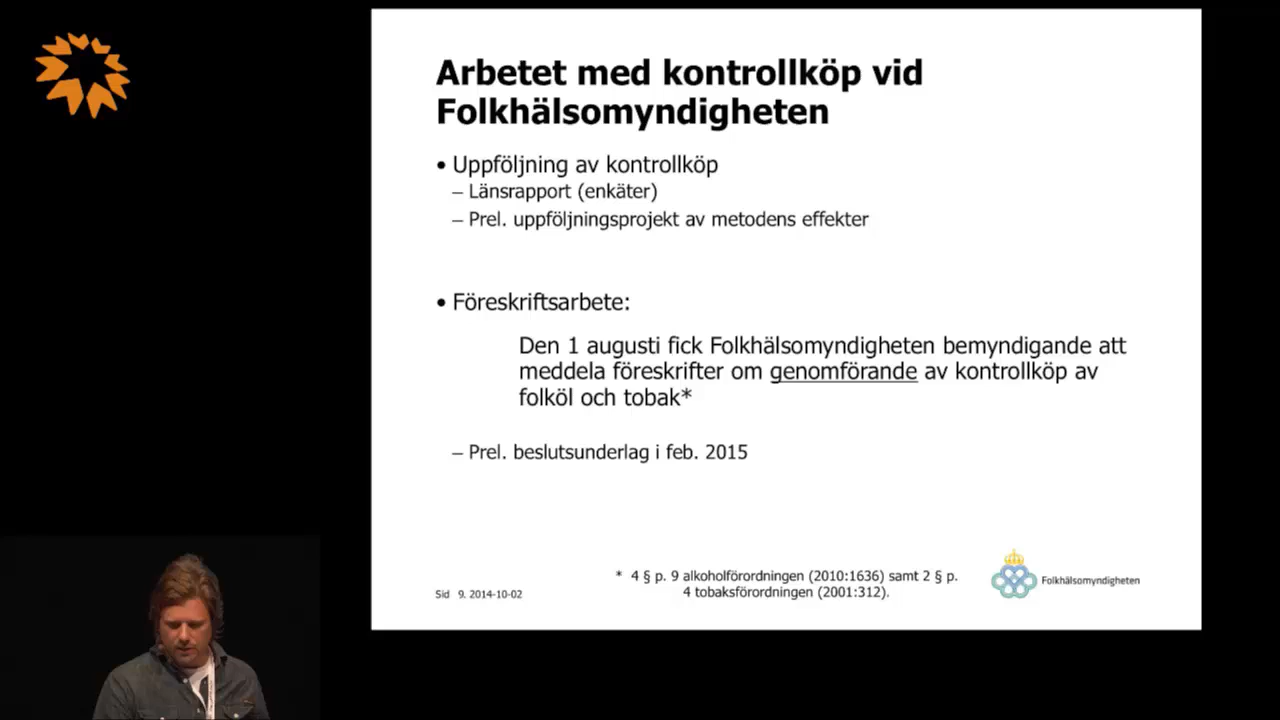 Arbetet med kontrollköp vid
Folkhälsomyndigheten
• Uppföljning av kontrollköp
– Länsrapport (enkäter)
– Prel. uppföljningsprojekt av metodens effekter
• Föreskriftsarbete:
Den 1 augusti fick Folkhälsomyndigheten bemyndigande att
meddela föreskrifter om genomförande av kontrollköp av
folköl och tobak*
– Prel. beslutsunderlag i feb. 2015
* 4 § p. 9 alkoholförordningen (2010:1636) samt 2 § p.
4 tobaksförordningen (2001:312).
Sid 9. 2014-10-02
Folkhälsomyndigheten